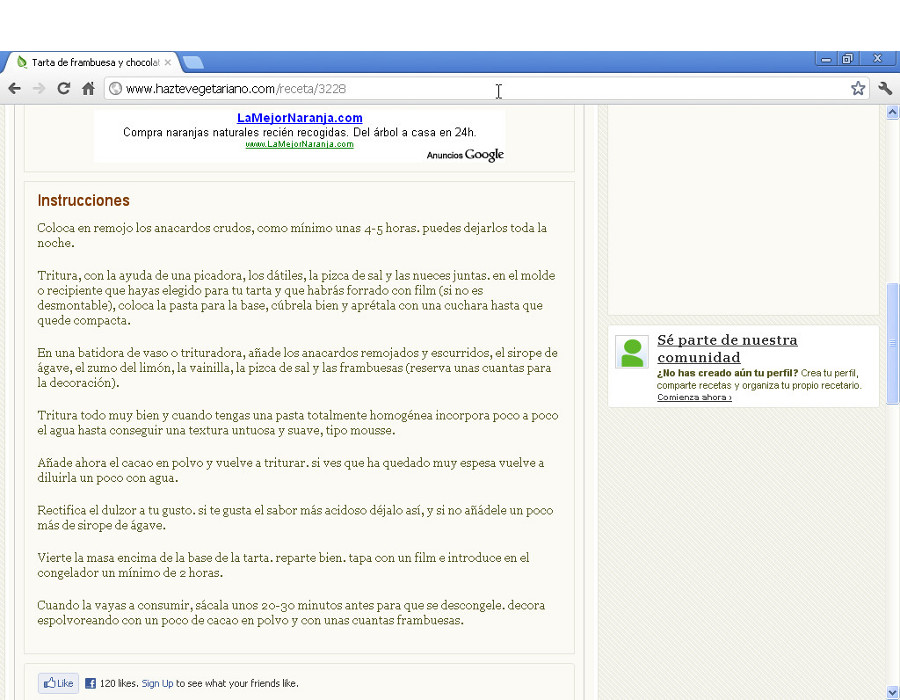 Tarta de frambuesa y chocolat
www.haztevegetariano.com/receta/3228
LaMejorNaranja.com
Compra naranjas naturales recién recogidas. Del árbol a casa en 24h.
www.LaMejorNaranja.com
Anuncios Google
Instrucciones
Coloca en remojo los anacardos crudos, como mínimo unas 4-5 horas. puedes dejarlos toda la
noche.
Tritura, con la ayuda de una picadora, los dátiles, la pizca de sal y las nueces juntas. en el molde
o recipiente que hayas elegido para tu tarta y que habrás forrado con film (si no es
desmontable), coloca la pasta para la base, cúbrela bien y aprétala con una cuchara hasta que
quede compacta.
En una batidora de vaso o trituradora, añade los anacardos remojados y escurridos, el sirope de
ágave, el zumo del limón, la vainilla, la pizca de sal y las frambuesas (reserva unas cuantas para
la decoración).
Tritura todo muy bien y cuando tengas una pasta totalmente homogénea incorpora poco a poco
el agua hasta conseguir una textura untuosa y suave, tipo mousse.
Añade ahora el cacao en polvo y vuelve a triturar. si ves que ha quedado muy espesa vuelve a
diluirla un poco con agua.
Rectifica el dulzor a tu gusto. si te gusta el sabor más acidoso déjalo así, y si no añádele un poco
más de sirope de ágave.
Vierte la masa encima de la base de la tarta. reparte bien. tapa con un film e introduce en el
congelador un mínimo de 2 horas.
Cuando la vayas a consumir, sácala unos 20-30 minutos antes para que se descongele. decora
espolvoreando con un poco de cacao en polvo y con unas cuantas frambuesas.
Like
120 likes. Sign Up to see what your friends like.
Sé parte de nuestra
comunidad
¿No has creado aún tu perfil? Crea tu perfil,
comparte recetas y organiza tu propio recetario.
Comienza ahora ›